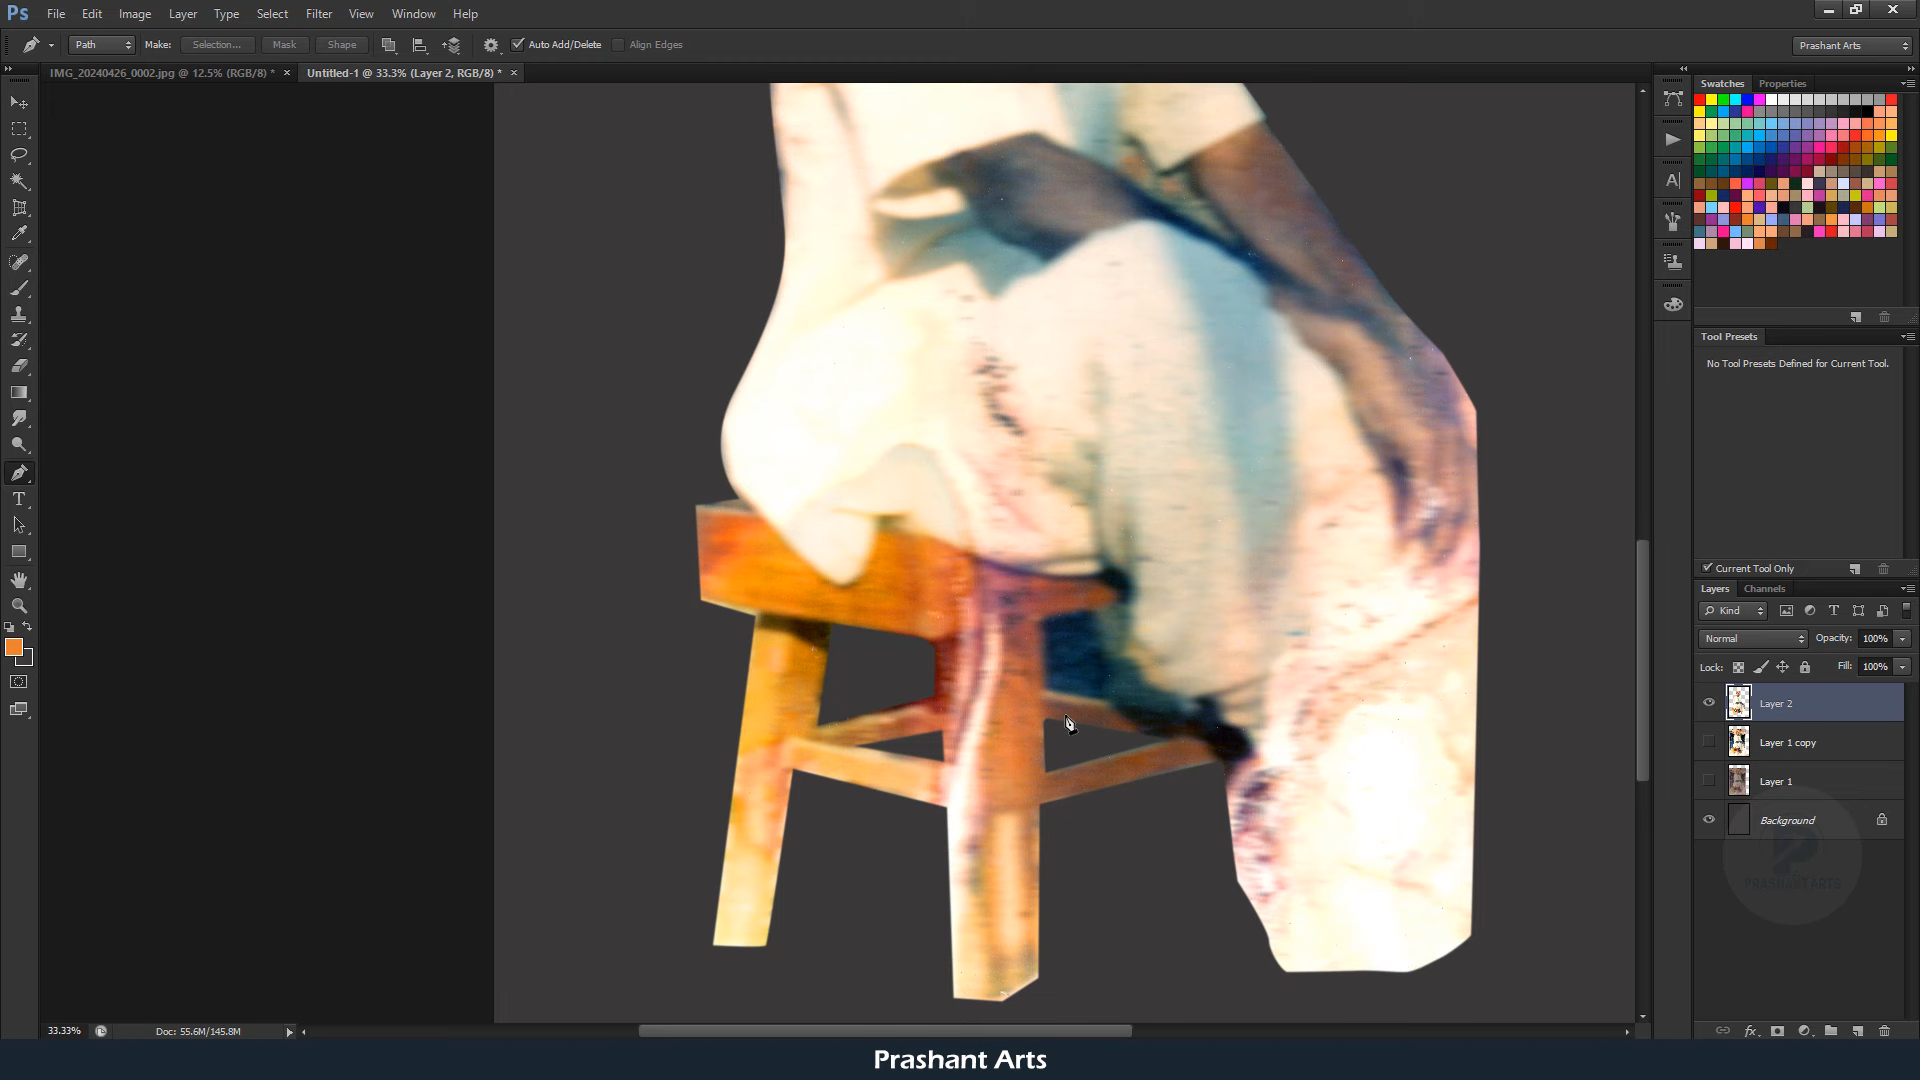 Ps File Edit Image Layer Type Select Filter View Window Help
Path Make: Selection... Mask Shape Auto Add/Delete Align Edges Prashant Arts
IMG_20240426_0002.jpg @ 12.5% (RGB/8) * × Untitled-1 @ 33.3% (Layer 2, RGB/8) * ×
Swatches Properties
Tool Presets
No Tool Presets Defined for Current Tool.
Current Tool Only
Layers Channels
Kind
Normal Opacity: 100%
Lock: Fill: 100%
Layer 2
Layer 1 copy
Layer 1
Background
PRASHANT ARTS
33.33% Doc: 55.6M/145.8M
Prashant Arts